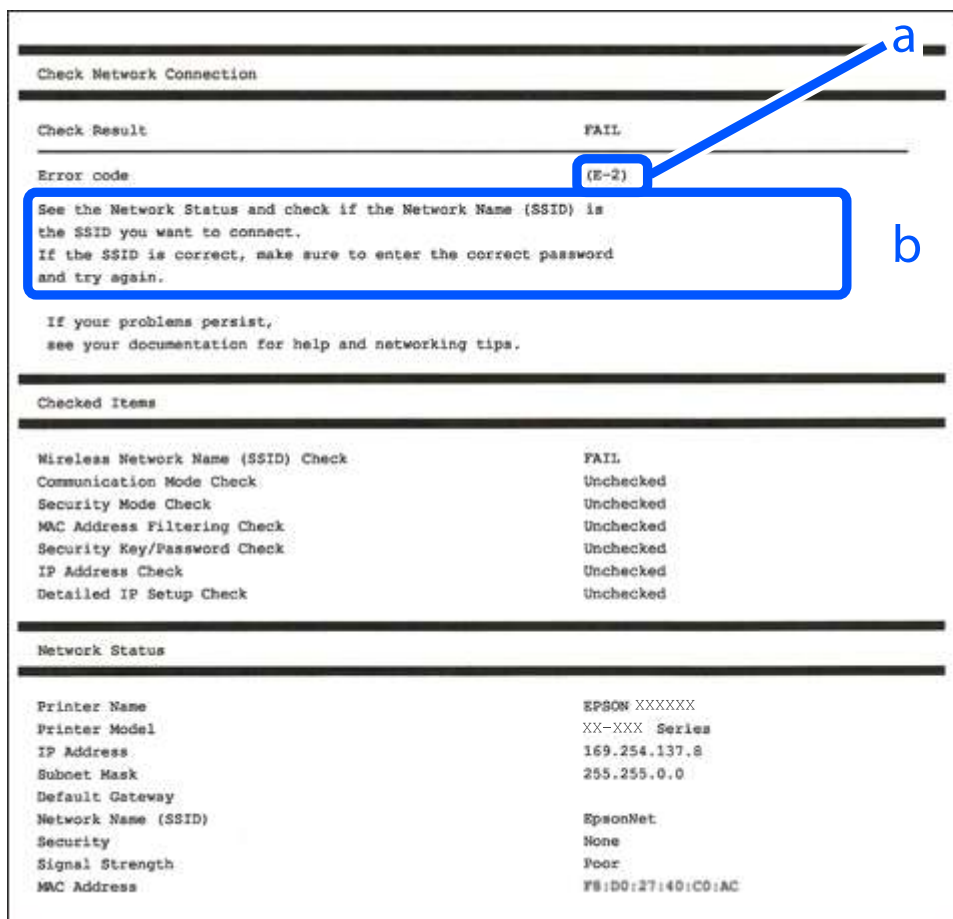 a
Check Network Connection
Check Result FAIL
Error code (E-2)
See the Network Status and check if the Network Name (SSID) is
the SSID you want to connect.
If the SSID is correct, make sure to enter the correct password
and try again.
b
If your problems persist,
see your documentation for help and networking tips.
Checked Items
Wireless Network Name (SSID) Check FAIL
Communication Mode Check Unchecked
Security Mode Check Unchecked
MAC Address Filtering Check Unchecked
Security Key/Password Check Unchecked
IP Address Check Unchecked
Detailed IP Setup Check Unchecked
Network Status
Printer Name EPSON XXXXXX
Printer Model XX-XXX Series
IP Address 169.254.137.8
Subnet Mask 255.255.0.0
Default Gateway
Network Name (SSID) EpsonNet
Security None
Signal Strength Poor
MAC Address F8:D0:27:40:C0:AC